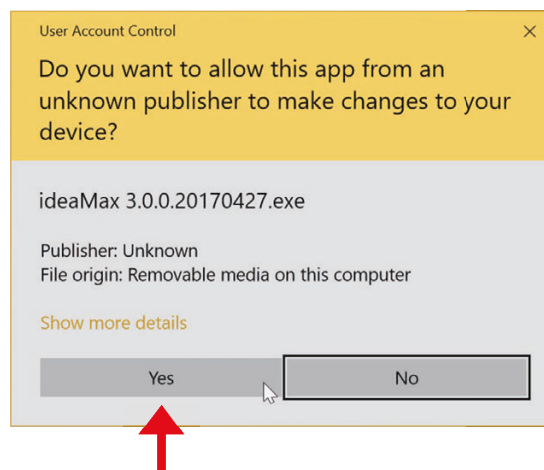 User Account Control
Do you want to allow this app from an
unknown publisher to make changes to your
device?
ideaMax 3.0.0.20170427.exe
Publisher: Unknown
File origin: Removable media on this computer
Show more details
Yes
No